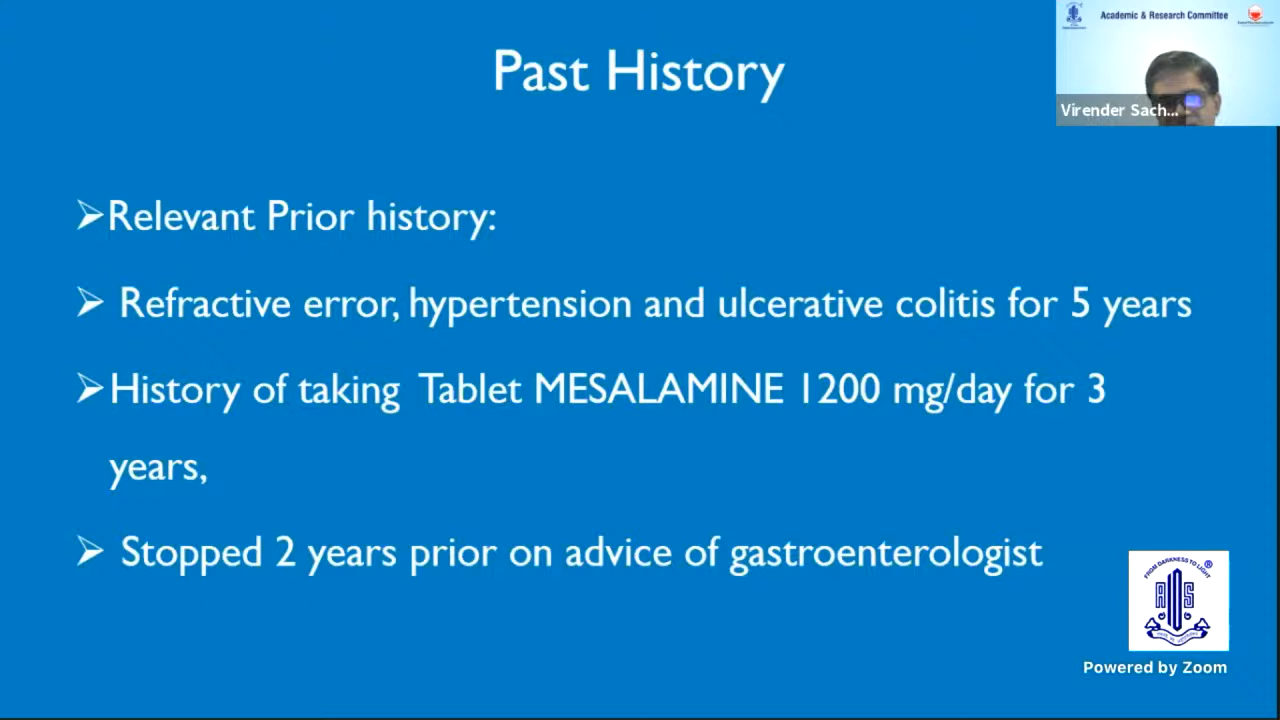 Academic & Research Committee
Past History
Virender Sach...
➢Relevant Prior history:
➢ Refractive error, hypertension and ulcerative colitis for 5 years
➢History of taking Tablet MESALAMINE 1200 mg/day for 3
years,
➢ Stopped 2 years prior on advice of gastroenterologist
FROM DARKNESS TO LIGHT ®
AIOS
Powered by Zoom